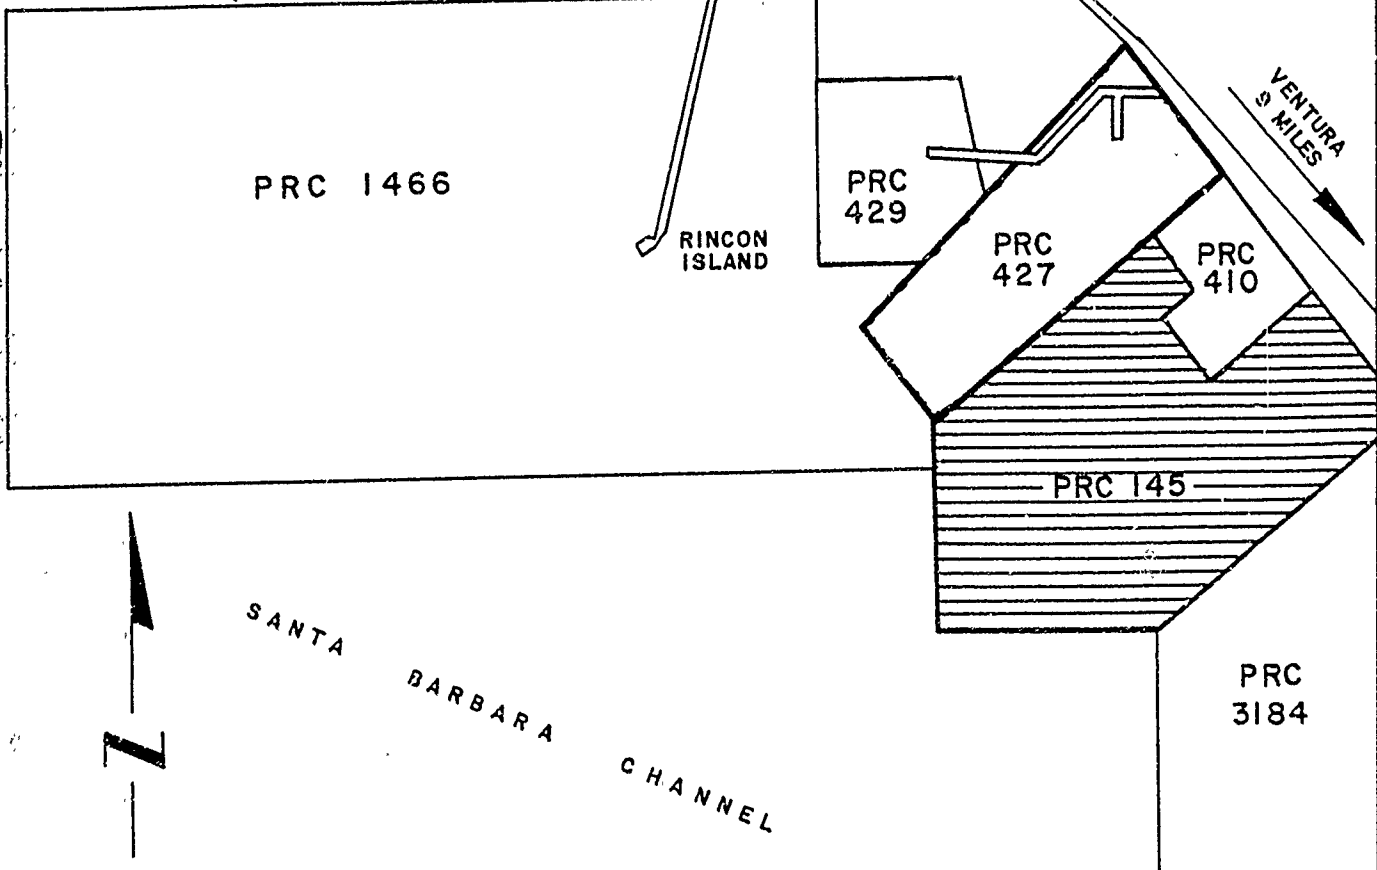 VENTURA
9 MILES
PRC 1466
PRC
429
RINCON
ISLAND
PRC
427
PRC
410
PRC 145
SANTA BARBARA CHANNEL
PRC
3184
N